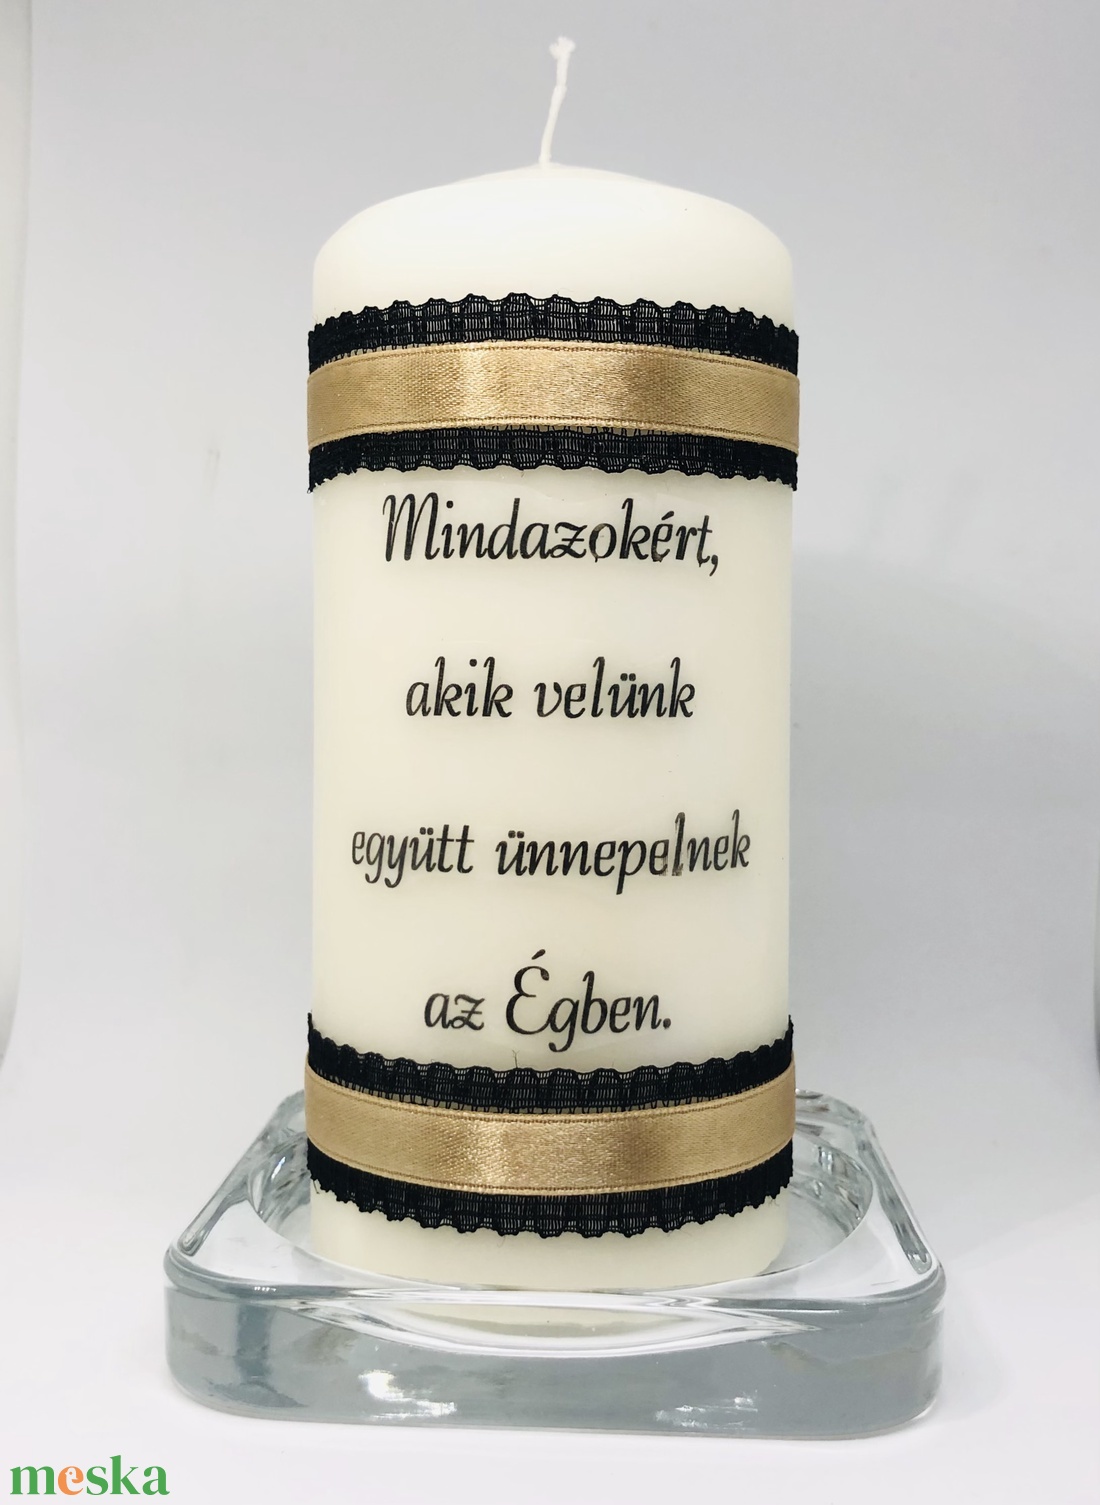 Mindazokért,
akik velünk
együtt ünnepelnek
az Égben.
meska